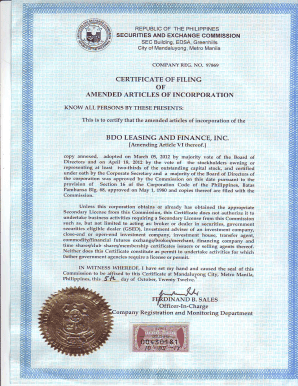 REPUBLIC OF THE PHILIPPINES
SECURITIES AND EXCHANGE COMMISSION
SEC Building, EDSA, Greenhills
City of Mandaluyong, Metro Manila
COMPANY REG. NO. 97869
CERTIFICATE OF FILING
OF
AMENDED ARTICLES OF INCORPORATION
KNOW ALL PERSONS BY THESE PRESENTS:
This is to certify that the amended articles of incorporation of the
BDO LEASING AND FINANCE, INC.
[Amending Article VI thereof.]
copy annexed, adopted on March 05, 2012 by majority vote of the Board of
Directors and on April 18, 2012 by the vote of the stockholders owning or
representing at least two-thirds of the outstanding capital stock, and certified
under oath by the Corporate Secretary and a majority of the Board of Directors of
the corporation was approved by the Commission on this date pursuant to the
provision of Section 16 of the Corporation Code of the Philippines, Batas
Pambansa Blg. 68, approved on May 1, 1980 and copies thereof are filed with the
Commission.
Unless this corporation obtains or already has obtained the appropriate
Secondary License from this Commission, this Certificate does not authorize it to
undertake business activities requiring a Secondary License from this Commission
such as, but not limited to acting as: broker or dealer in securities, government
securities eligible dealer (GSED), investment adviser of an investment company,
close-end or open-end investment company, investment house, transfer agent,
commodity/financial futures exchange/broker/merchant, financing company and
time shares/club shares/membership certificates issuers or selling agents thereof.
Neither does this Certificate constitute as permit to undertake activities for which
other government agencies require a license or permit.
IN WITNESS WHEREOF, I have set my hand and caused the seal of this
Commission to be affixed to this Certificate at Mandaluyong City, Metro Manila,
Philippines, this day of October, Twenty Twelve.
FERDINAND B. SALES
Officer-In-Charge
Company Registration and Monitoring Department